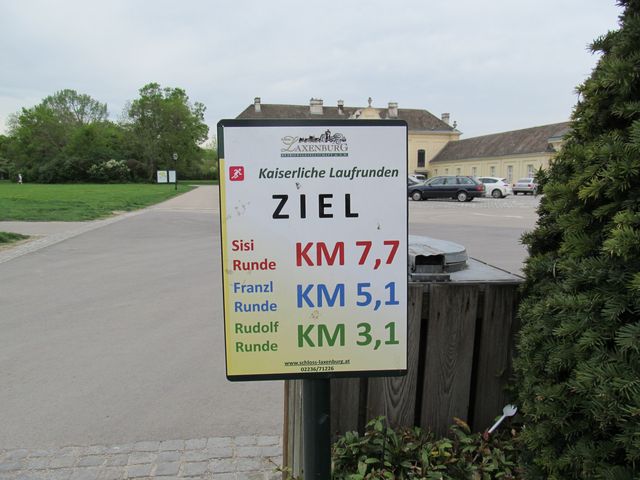 LAXENBURG
Kaiserliche Laufrunden
ZIEL
Sisi Runde KM 7,7
Franzl Runde KM 5,1
Rudolf Runde KM 3,1
www.schloss-laxenburg.at
02236/71226